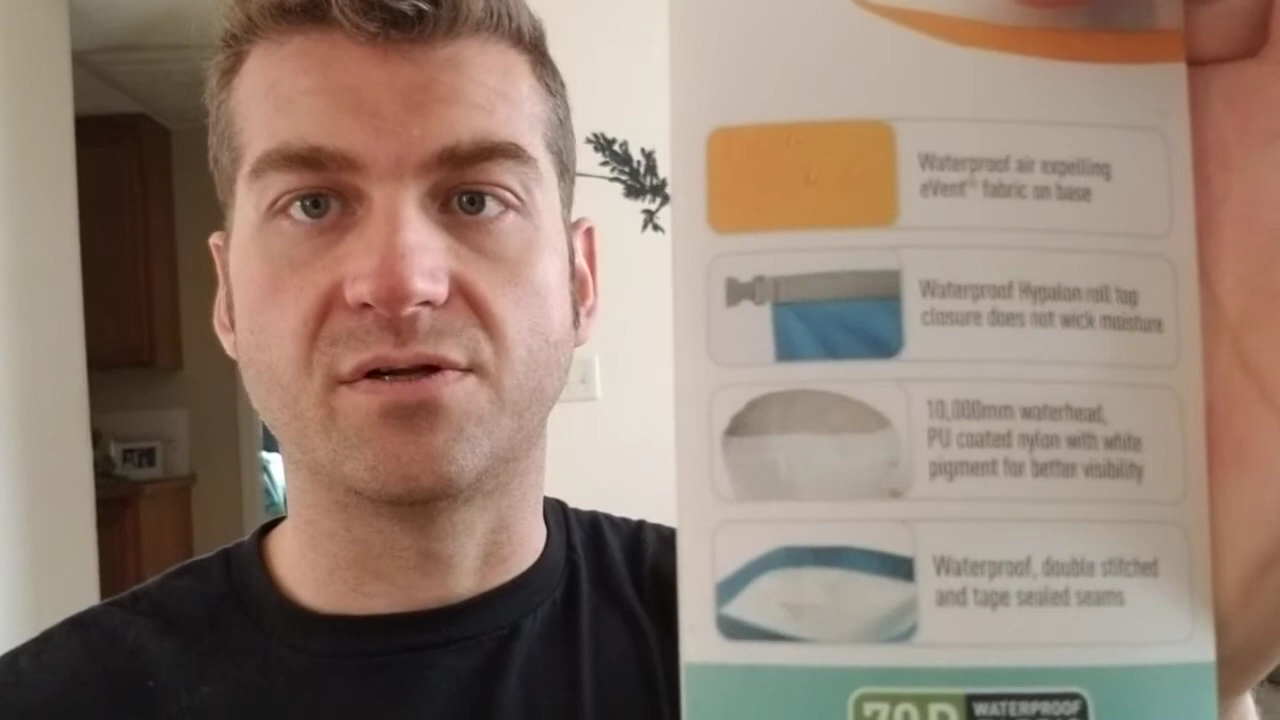 Waterproof air expelling
eVent® fabric on base
Waterproof Hypalon roll top
closure does not wick moisture
10,000mm waterhead,
PU coated nylon with white
pigment for better visibility
Waterproof, double stitched
and tape sealed seams
70D WATERPROOF